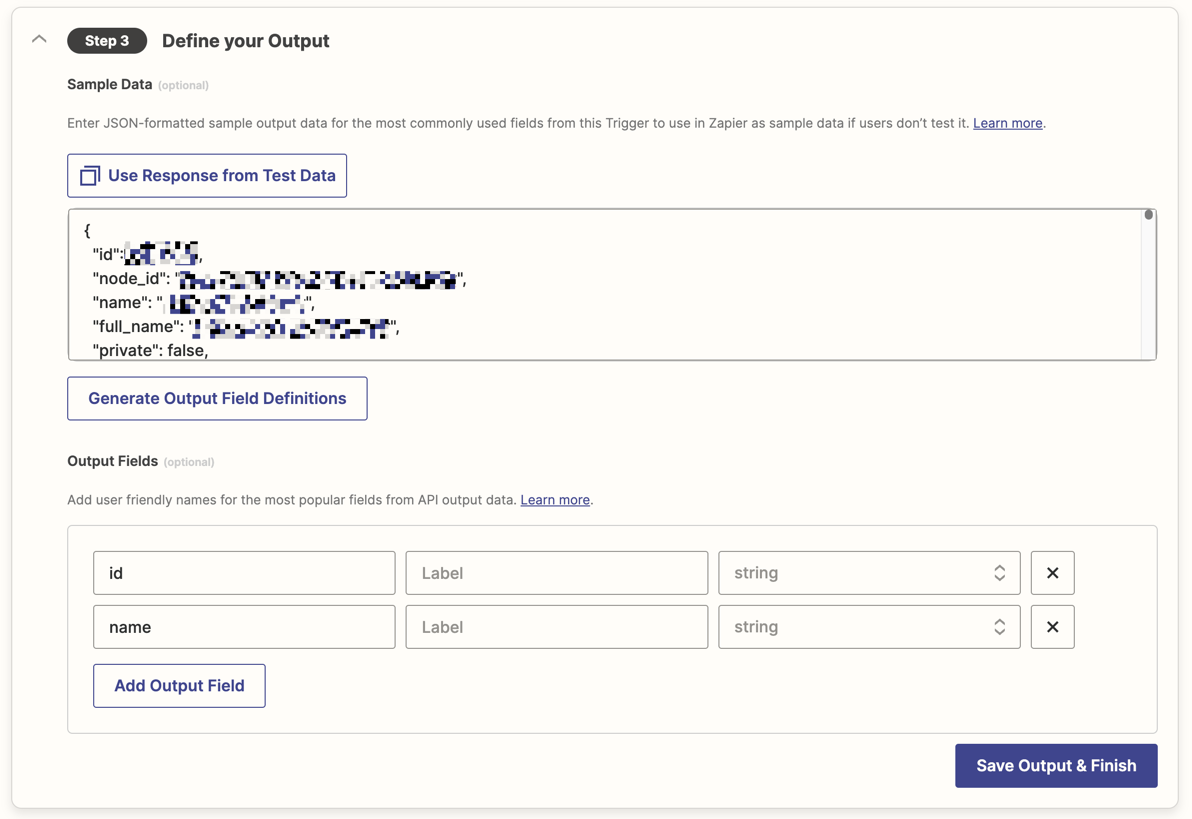 Step 3 Define your Output
Sample Data (optional)
Enter JSON-formatted sample output data for the most commonly used fields from this Trigger to use in Zapier as sample data if users don’t test it. Learn more.
Use Response from Test Data
{
"id": ,
"node_id": " ",
"name": " ",
"full_name": " ",
"private": false,
Generate Output Field Definitions
Output Fields (optional)
Add user friendly names for the most popular fields from API output data. Learn more.
id Label string
name Label string
Add Output Field
Save Output & Finish